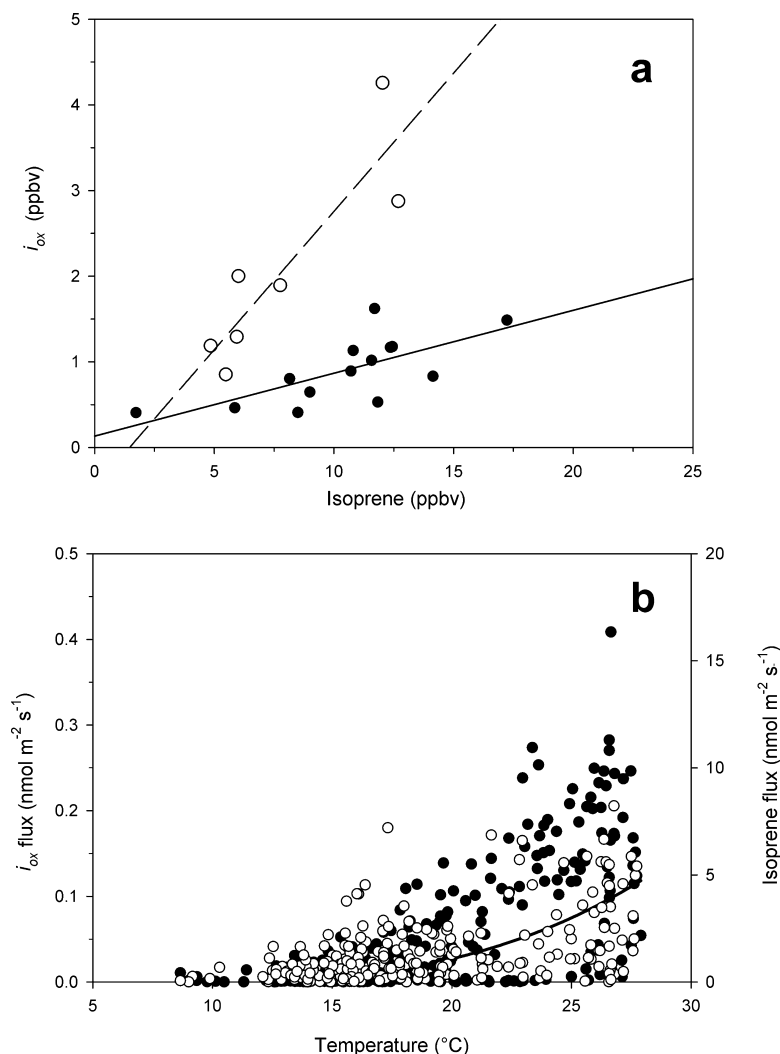 a
5
4
3
2
1
0
i_ox (ppbv)
0 5 10 15 20 25
Isoprene (ppbv)
b
0.5
0.4
0.3
0.2
0.1
0.0
i_ox flux (nmol m⁻² s⁻¹)
20
15
10
5
0
Isoprene flux (nmol m⁻² s⁻¹)
5 10 15 20 25 30
Temperature (°C)